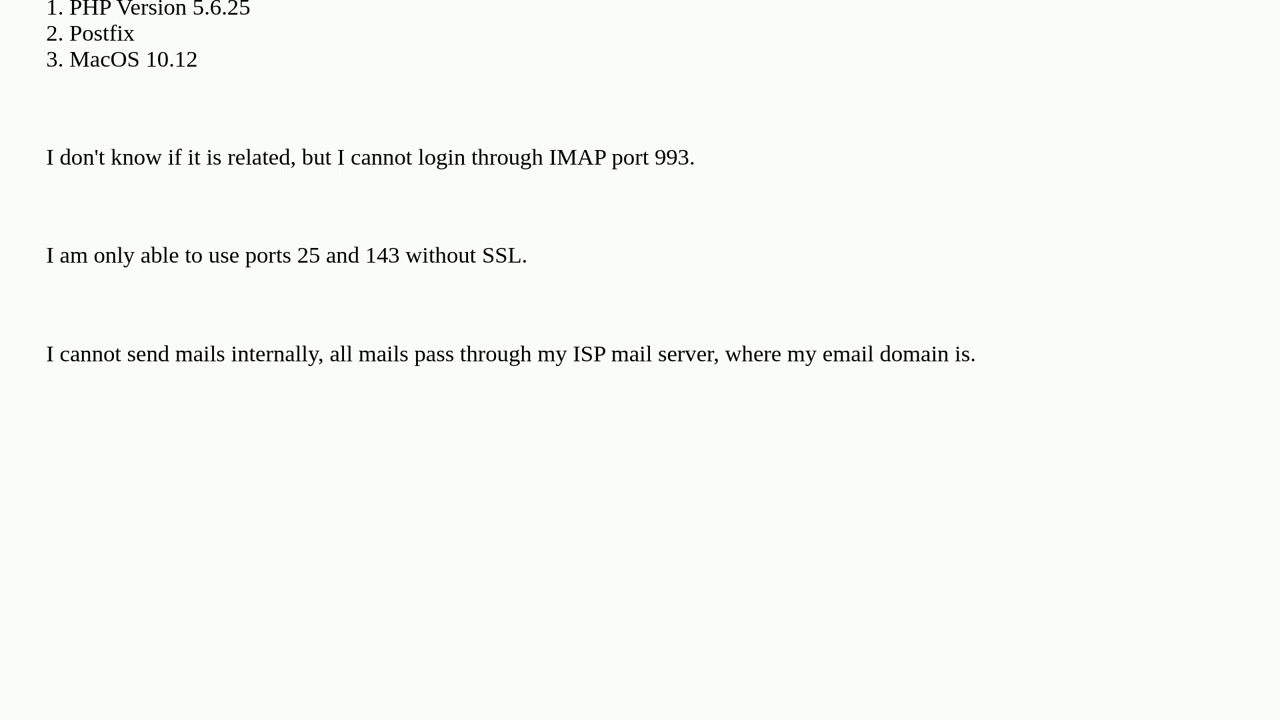 1. PHP Version 5.6.25
2. Postfix
3. MacOS 10.12
I don't know if it is related, but I cannot login through IMAP port 993.
I am only able to use ports 25 and 143 without SSL.
I cannot send mails internally, all mails pass through my ISP mail server, where my email domain is.